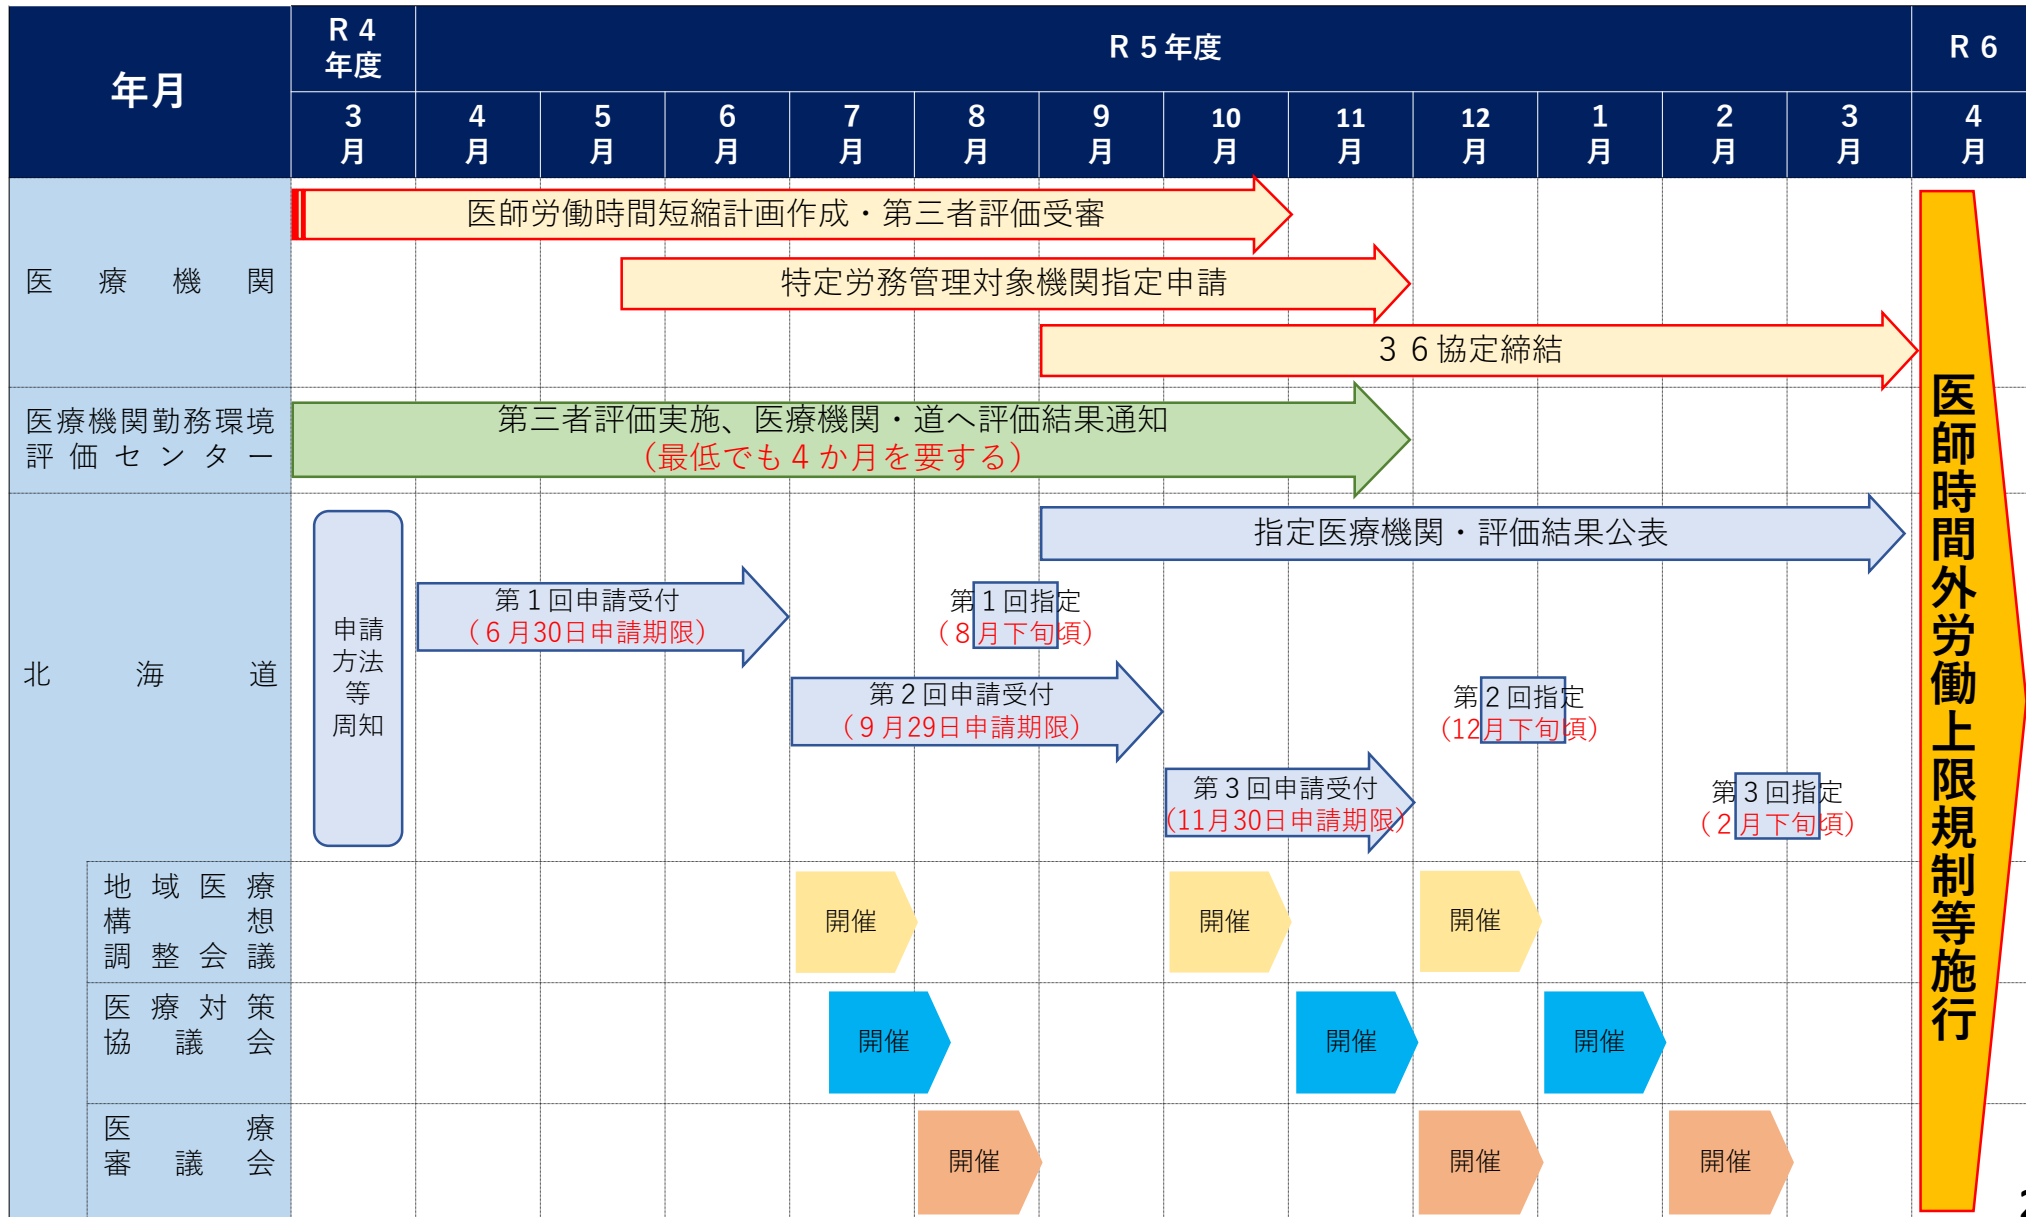 年月
Ｒ４
年度
Ｒ５年度
Ｒ６
３
月
４
月
５
月
６
月
７
月
８
月
９
月
10
月
11
月
12
月
１
月
２
月
３
月
４
月
医療機関
医師労働時間短縮計画作成・第三者評価受審
特定労務管理対象機関指定申請
３６協定締結
医療機関勤務環境
評価センター
第三者評価実施、医療機関・道へ評価結果通知
（最低でも４か月を要する）
北海道
申請
方法
等
周知
指定医療機関・評価結果公表
第１回申請受付
（６月30日申請期限）
第１回指定
（８月下旬頃）
第２回申請受付
（９月29日申請期限）
第２回指定
（12月下旬頃）
第３回申請受付
（11月30日申請期限）
第３回指定
（２月下旬頃）
地域医療
構想
調整会議
開催
開催
開催
医療対策
協議会
開催
開催
開催
医療
審議会
開催
開催
開催
医師時間外労働上限規制等施行